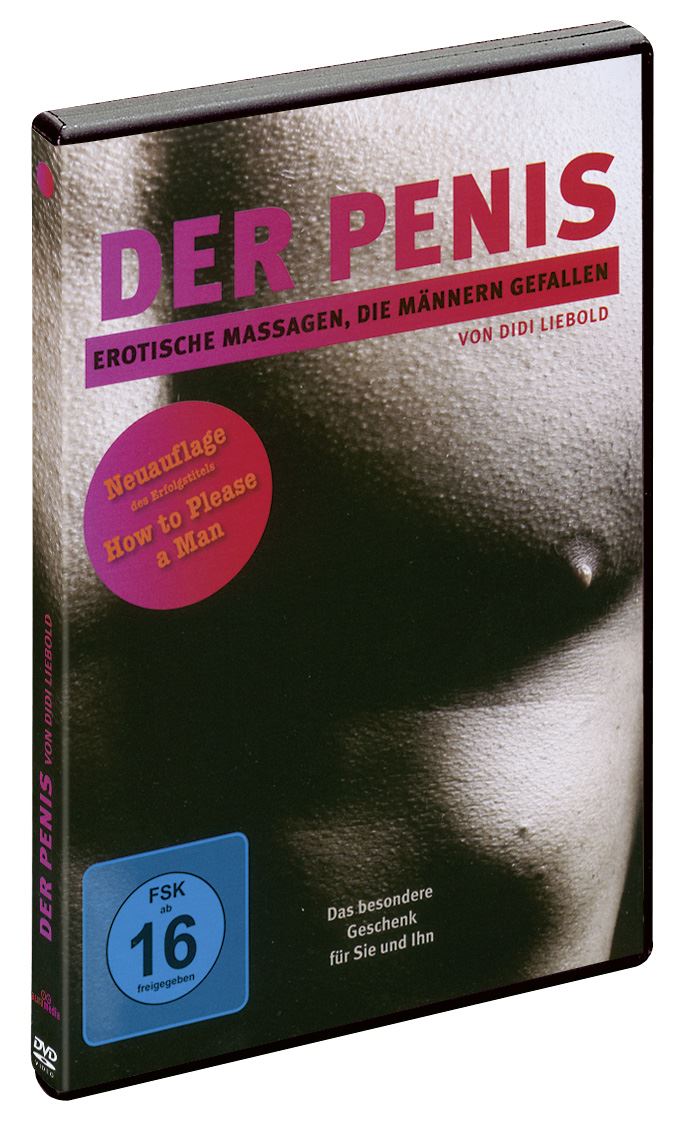 DER PENIS
EROTISCHE MASSAGEN, DIE MÄNNERN GEFALLEN
VON DIDI LIEBOLD
Neuauflage
des Erfolgstitels
How to Please
a Man
FSK
ab
16
freigegeben
Das besondere
Geschenk
für Sie und Ihn
DER PENIS VON DIDI LIEBOLD
DVD
VIDEO